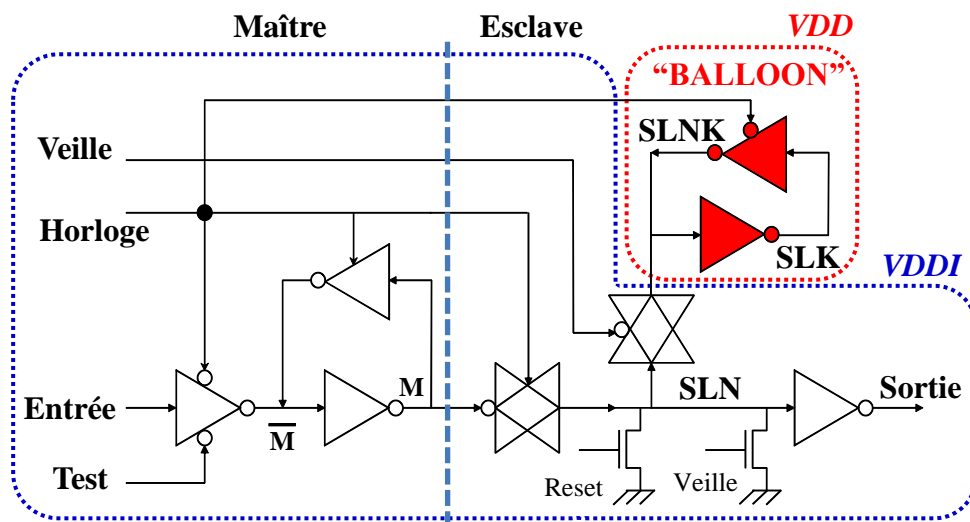 Maître
Esclave
VDD
“BALLOON”
SLNK
Veille
Horloge
SLK
VDDI
M
SLN
Sortie
Entrée
M
Reset
Veille
Test